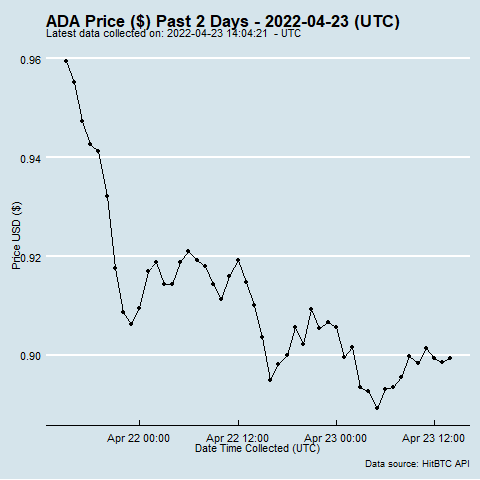 ADA Price ($) Past 2 Days - 2022-04-23 (UTC)
Latest data collected on: 2022-04-23 14:04:21  - UTC
0.96
0.94
0.92
0.90
Price USD ($)
Apr 22 00:00
Apr 22 12:00
Apr 23 00:00
Apr 23 12:00
Date Time Collected (UTC)
Data source: HitBTC API